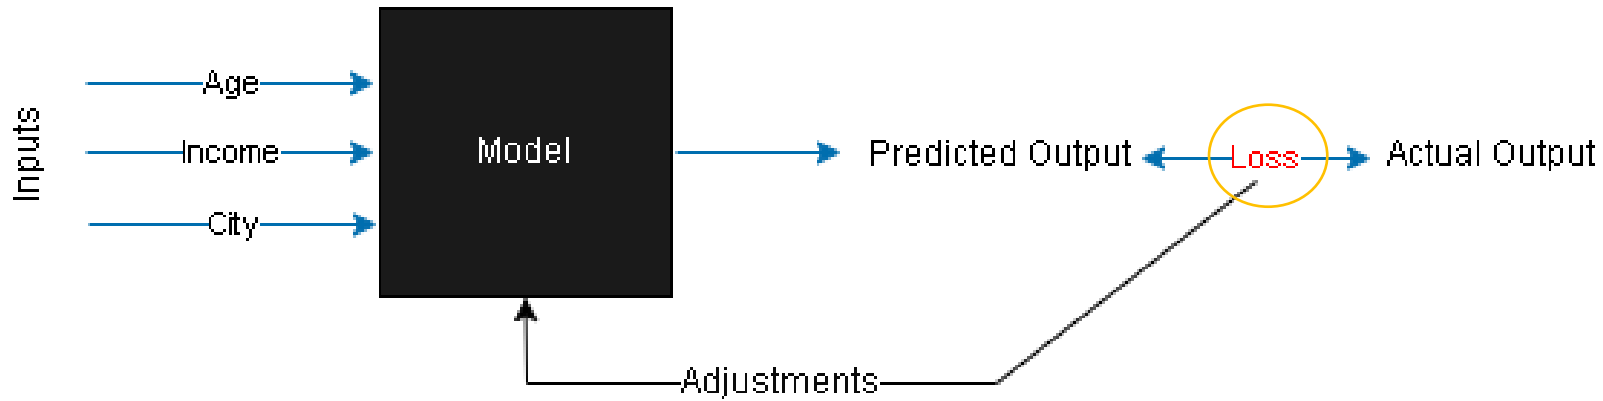 Inputs
Age
Income
City
Model
Predicted Output
Loss
Actual Output
Adjustments